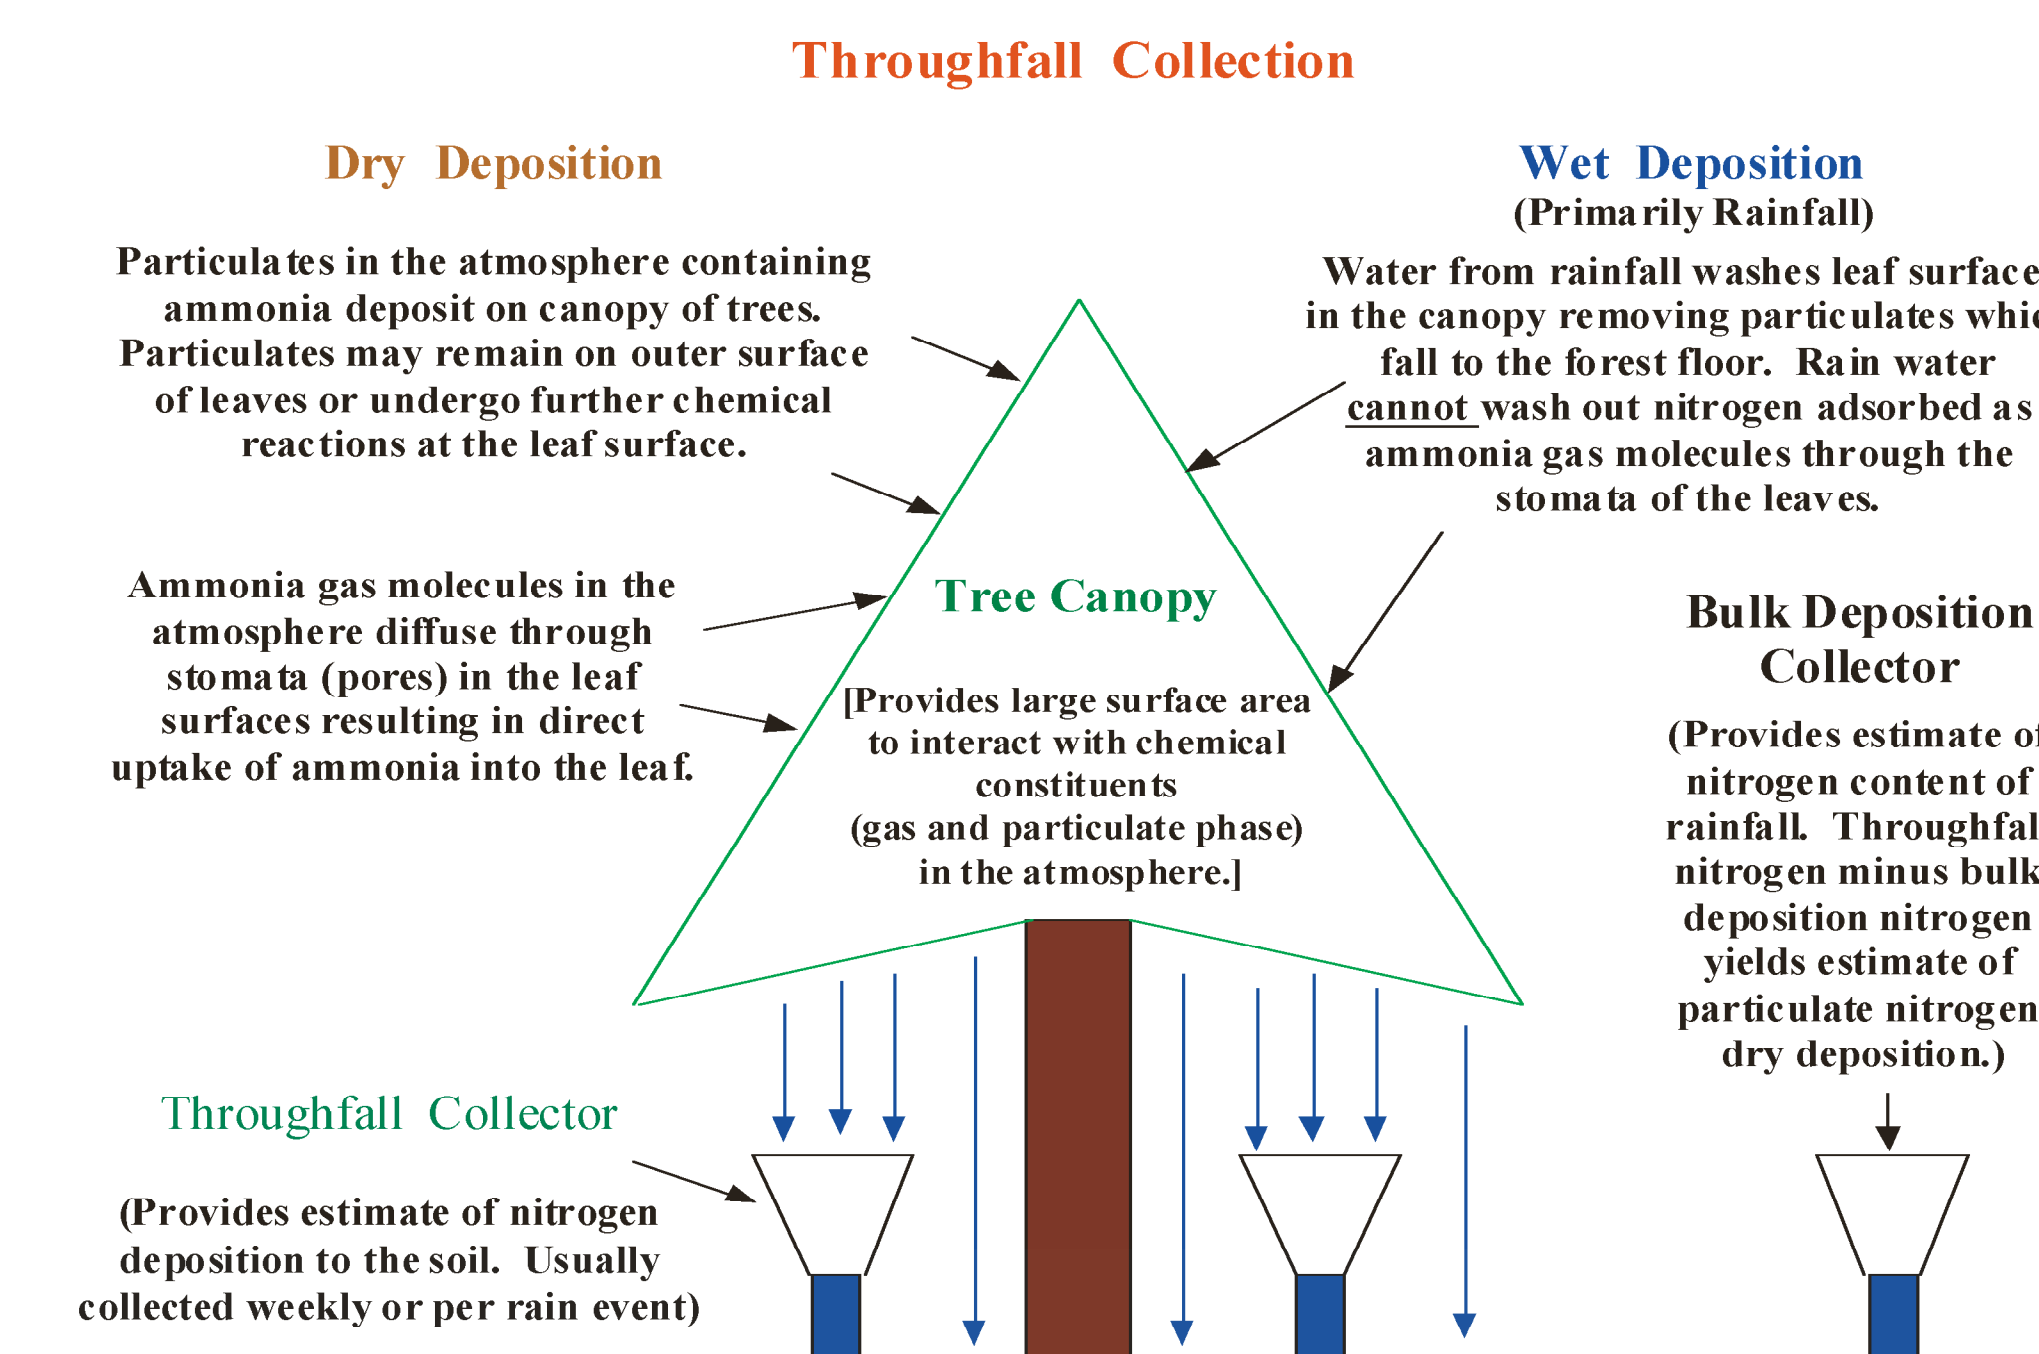 Throughfall Collection
Dry Deposition
Particulates in the atmosphere containing
ammonia deposit on canopy of trees.
Particulates may remain on outer surface
of leaves or undergo further chemical
reactions at the leaf surface.
Ammonia gas molecules in the
atmosphere diffuse through
stomata (pores) in the leaf
surfaces resulting in direct
uptake of ammonia into the leaf.
Wet Deposition
(Primarily Rainfall)
Water from rainfall washes leaf surface
in the canopy removing particulates whic
fall to the forest floor. Rain water
cannot wash out nitrogen adsorbed as
ammonia gas molecules through the
stomata of the leaves.
Tree Canopy
[Provides large surface area
to interact with chemical
constituents
(gas and particulate phase)
in the atmosphere.]
Bulk Deposition
Collector
(Provides estimate of
nitrogen content of
rainfall. Throughfal
nitrogen minus bulk
deposition nitrogen
yields estimate of
particulate nitrogen
dry deposition.)
Throughfall Collector
(Provides estimate of nitrogen
deposition to the soil. Usually
collected weekly or per rain event)